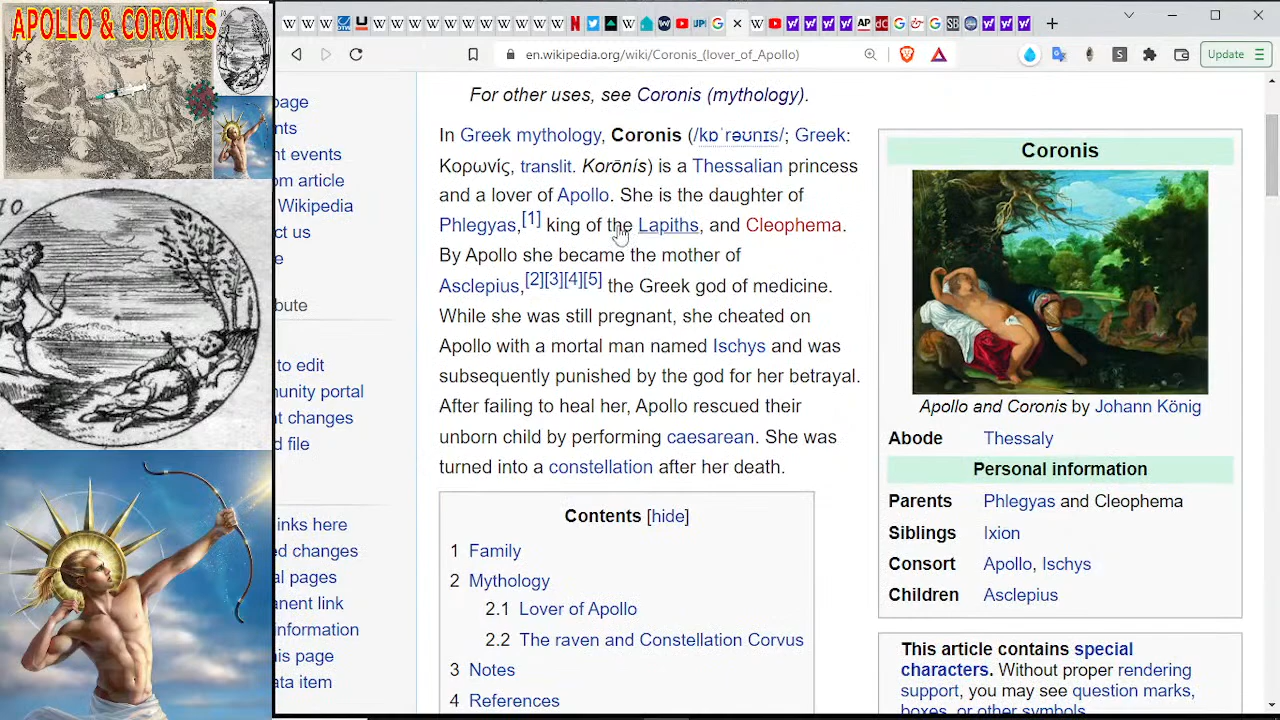 APOLLO & CORONIS
10
en.wikipedia.org/wiki/Coronis_(lover_of_Apollo)
Update
page
nts
nt events
om article
Wikipedia
ct us
bute
to edit
munity portal
nt changes
d file
inks here
ed changes
al pages
anent link
information
is page
ata item
For other uses, see Coronis (mythology).
In Greek mythology, Coronis (/kɒˈrəʊnɪs/; Greek:
Κορωνίς, translit. Korōnís) is a Thessalian princess
and a lover of Apollo. She is the daughter of
Phlegyas,[1] king of the Lapiths, and Cleophema.
By Apollo she became the mother of
Asclepius,[2][3][4][5] the Greek god of medicine.
While she was still pregnant, she cheated on
Apollo with a mortal man named Ischys and was
subsequently punished by the god for her betrayal.
After failing to heal her, Apollo rescued their
unborn child by performing caesarean. She was
turned into a constellation after her death.
Contents [hide]
1 Family
2 Mythology
2.1 Lover of Apollo
2.2 The raven and Constellation Corvus
3 Notes
4 References
Coronis
Apollo and Coronis by Johann König
Abode Thessaly
Personal information
Parents Phlegyas and Cleophema
Siblings Ixion
Consort Apollo, Ischys
Children Asclepius
This article contains special
characters. Without proper rendering
support, you may see question marks,
boxes, or other symbols